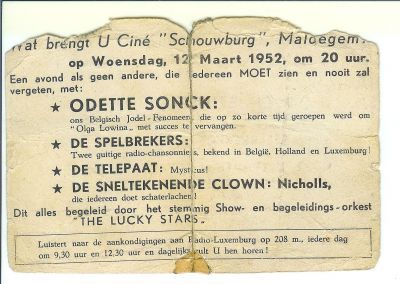 Wat brengt U Ciné "Schouwburg", Maldegem
op Woensdag, 12 Maart 1952, om 20 uur.
Een avond als geen andere, die iedereen MOET zien en nooit zal
vergeten, met:
★ ODETTE SONCK:
ons Belgisch Jodel-Fenomeen, die op zo korte tijd geroepen werd om
"Olga Lowina" met succes te vervangen.
★ DE SPELBREKERS:
Twee guitige radio-chansonniers, bekend in België, Holland en Luxemburg!
★ DE TELEPAAT: Mysticus!
★ DE SNELTEKENENDE CLOWN: Nicholls,
die iedereen doet schaterlachen!
Dit alles begeleid door het stemmig Show- en begeleidings-orkest
"THE LUCKY STARS.
Luistert naar de aankondigingen aan Radio-Luxemburg op 208 m., iedere dag
om 9,30 uur en 12,30 uur en dagelijks zult U hen horen!